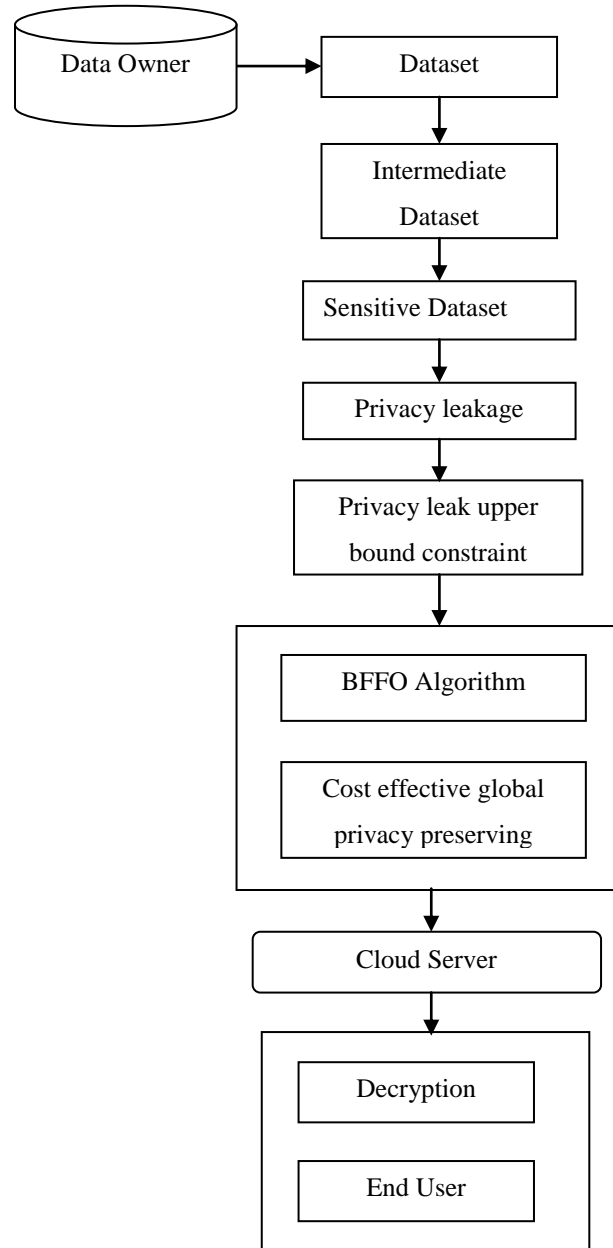 Data Owner
Dataset
Intermediate
Dataset
Sensitive Dataset
Privacy leakage
Privacy leak upper
bound constraint
BFFO Algorithm
Cost effective global
privacy preserving
Cloud Server
Decryption
End User